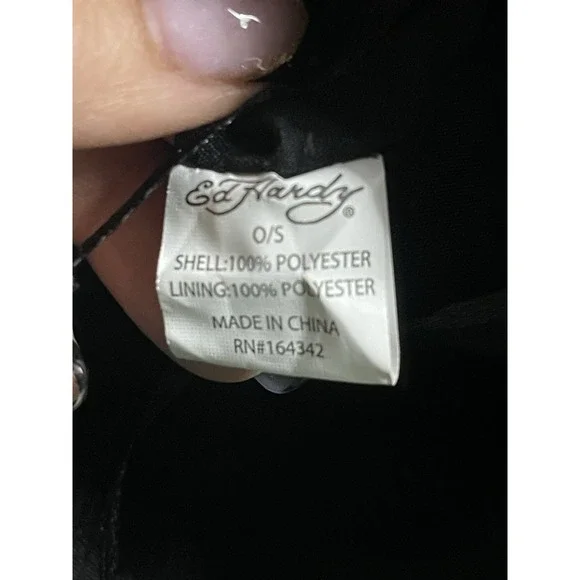 Ed Hardy®
O/S
SHELL:100% POLYESTER
LINING:100% POLYESTER
MADE IN CHINA
RN#164342